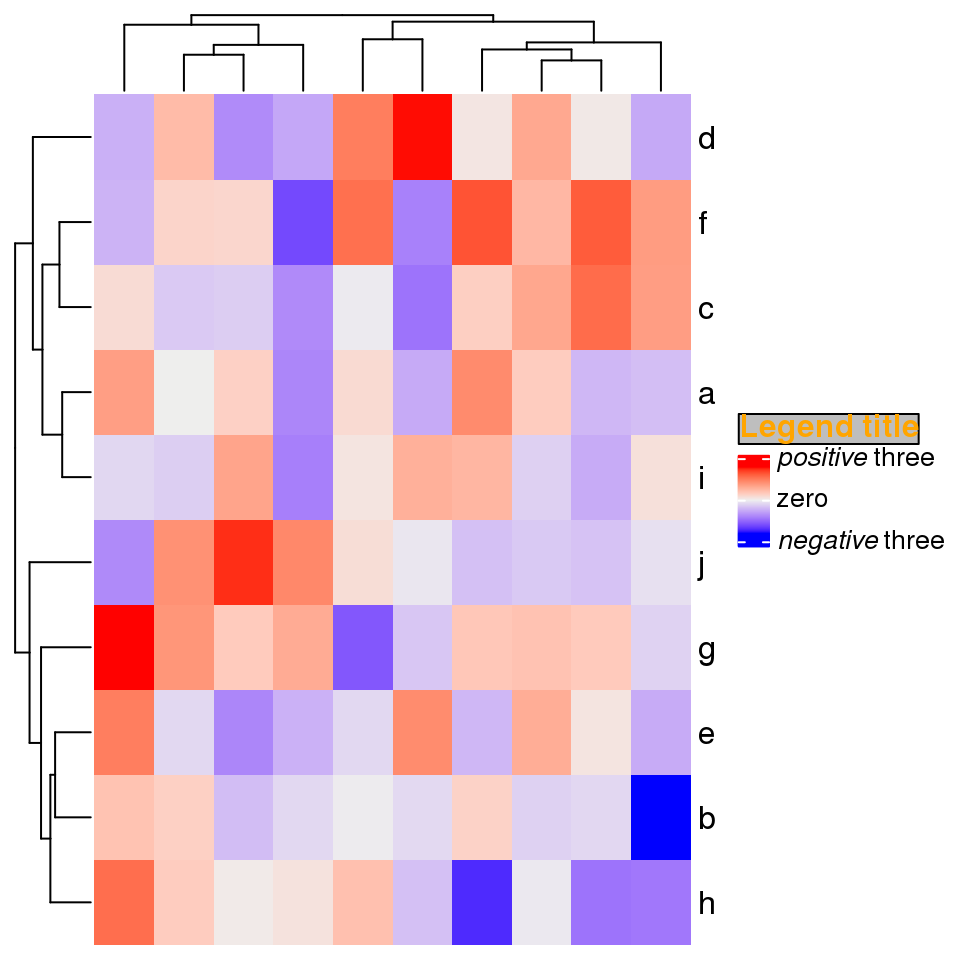 d
f
c
a
i
j
g
e
b
h
Legend title
positive three
zero
negative three